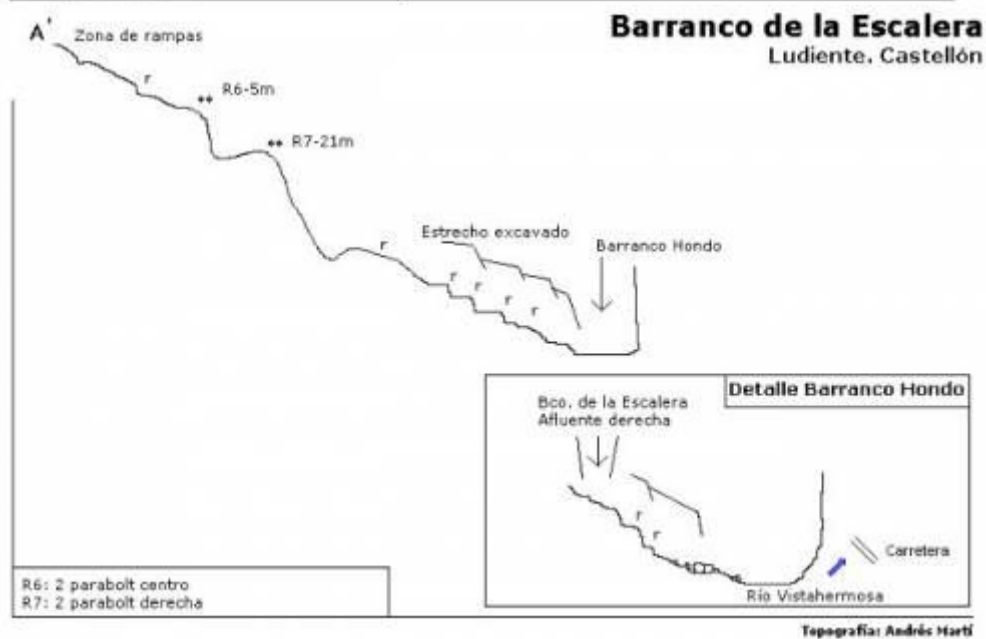 Barranco de la Escalera
Ludiente. Castellón
A'
Zona de rampas
r
R6-5m
R7-21m
r
Estrecho excavado
Barranco Hondo
r
r
r
r
Detalle Barranco Hondo
Bco. de la Escalera
Afluente derecha
r
r
Carretera
Río Vistahermosa
R6: 2 parabolt centro
R7: 2 parabolt derecha
Topografía: Andrés Martí